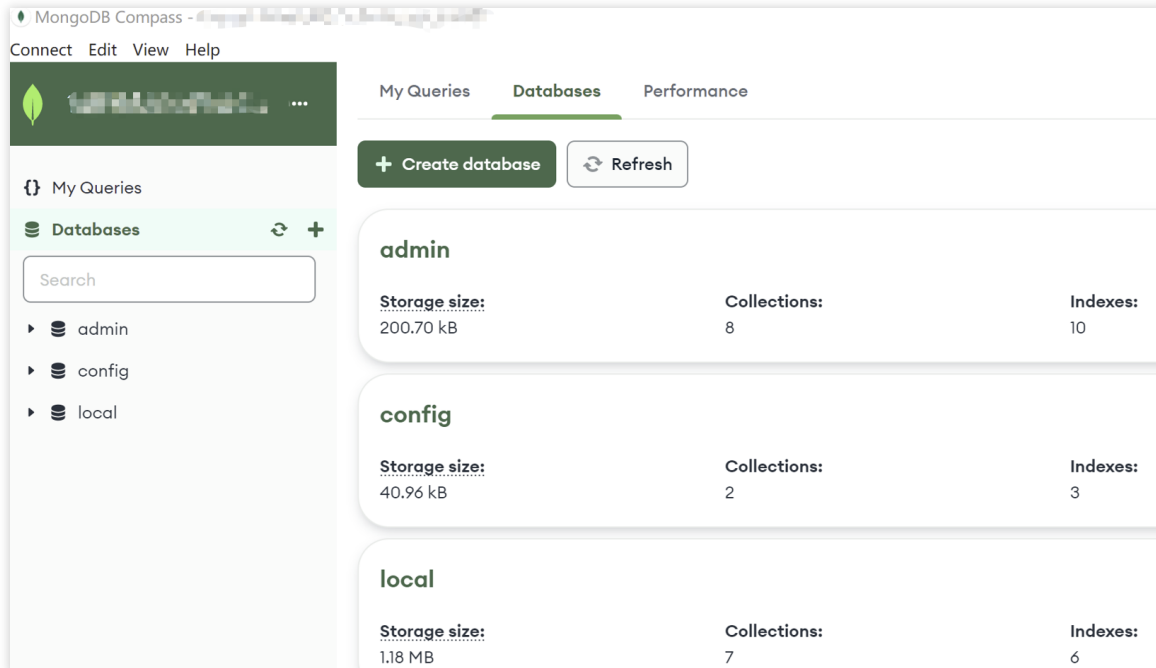 MongoDB Compass -
Connect Edit View Help
...
My Queries Databases Performance
Create database Refresh
{} My Queries
Databases
Search
admin
config
local
admin
Storage size: Collections: Indexes:
200.70 kB 8 10
config
Storage size: Collections: Indexes:
40.96 kB 2 3
local
Storage size: Collections: Indexes:
1.18 MB 7 6